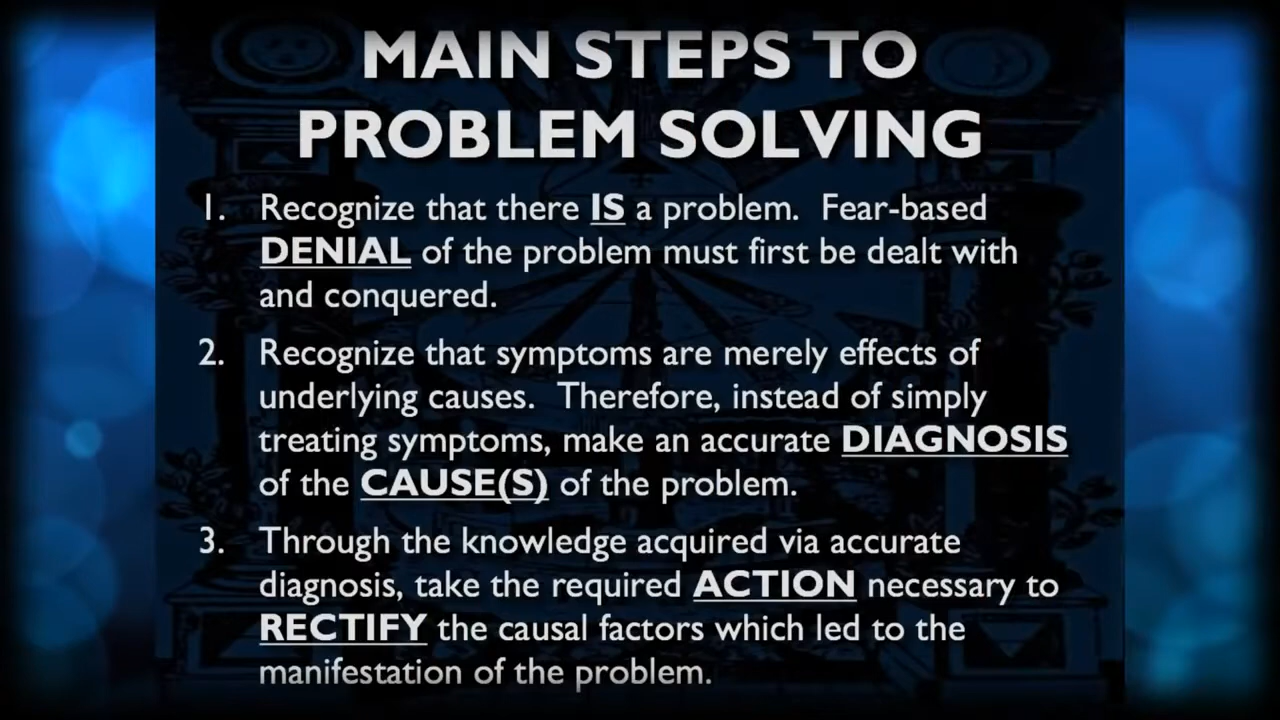 MAIN STEPS TO
PROBLEM SOLVING
1. Recognize that there IS a problem. Fear-based
DENIAL of the problem must first be dealt with
and conquered.
2. Recognize that symptoms are merely effects of
underlying causes. Therefore, instead of simply
treating symptoms, make an accurate DIAGNOSIS
of the CAUSE(S) of the problem.
3. Through the knowledge acquired via accurate
diagnosis, take the required ACTION necessary to
RECTIFY the causal factors which led to the
manifestation of the problem.